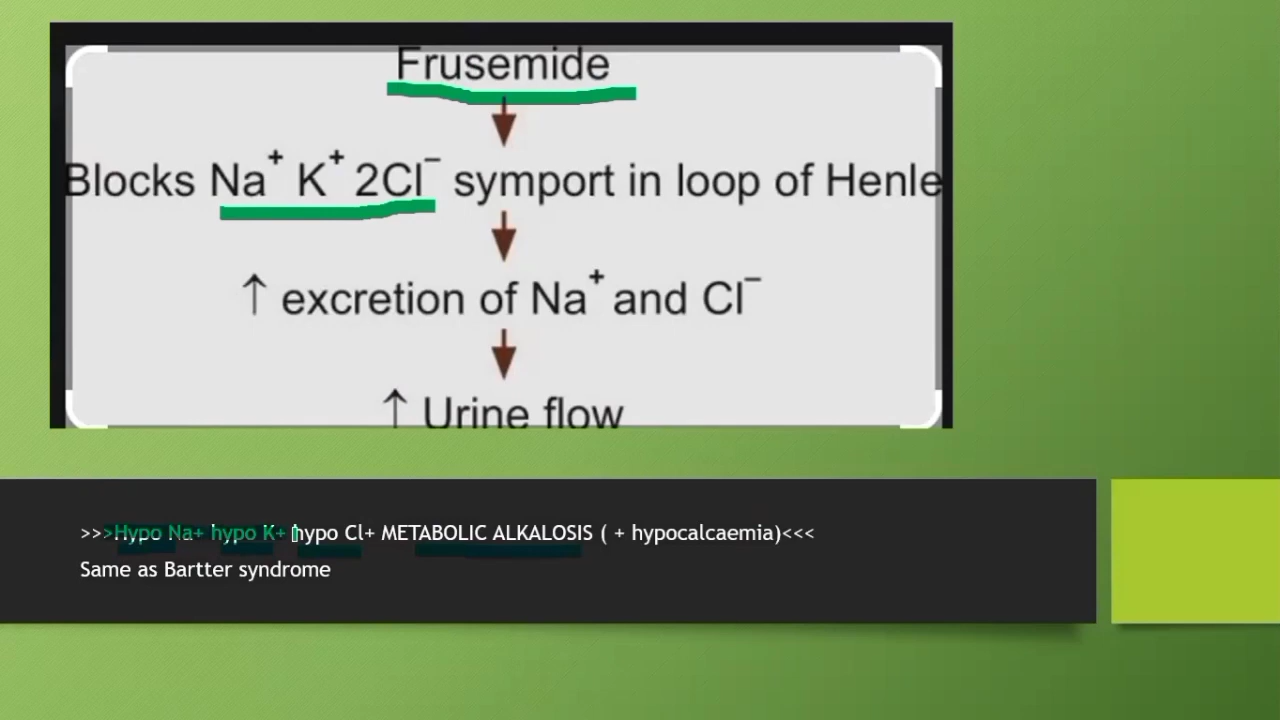 Frusemide
Blocks Na⁺ K⁺ 2Cl⁻ symport in loop of Henle
↑ excretion of Na⁺ and Cl⁻
↑ Urine flow
>>>Hypo Na+ hypo K+ hypo Cl+ METABOLIC ALKALOSIS ( + hypocalcaemia)<<<
Same as Bartter syndrome